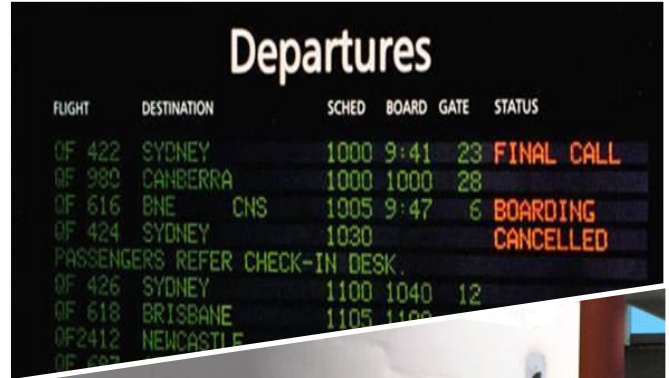 Departures
FLIGHT DESTINATION SCHED BOARD GATE STATUS
QF 422 SYDNEY 1000 9:41 23 FINAL CALL
QF 980 CANBERRA 1000 1000 28
QF 616 BNE CNS 1005 9:47 6 BOARDING
QF 424 SYDNEY 1030 CANCELLED
PASSENGERS REFER CHECK-IN DESK.
QF 426 SYDNEY 1100 1040 12
QF 618 BRISBANE 1105
QF2412 NEWCASTLE
QF